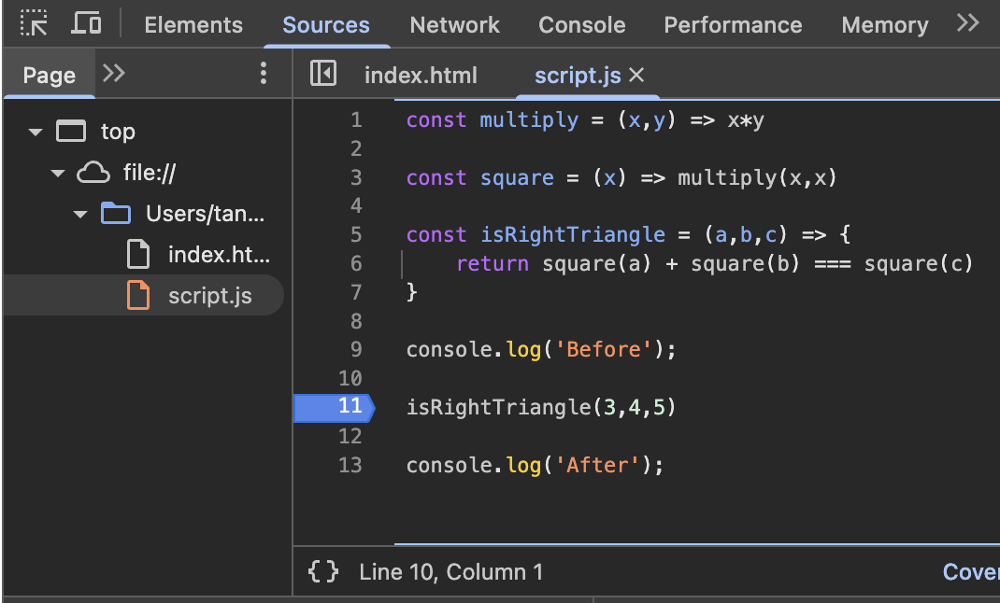 Elements Sources Network Console Performance Memory
Page index.html script.js
top
file://
Users/tan...
index.ht...
script.js
1 const multiply = (x,y) => x*y
2
3 const square = (x) => multiply(x,x)
4
5 const isRightTriangle = (a,b,c) => {
6 return square(a) + square(b) === square(c)
7 }
8
9 console.log('Before');
10
11 isRightTriangle(3,4,5)
12
13 console.log('After');
{} Line 10, Column 1 Cover